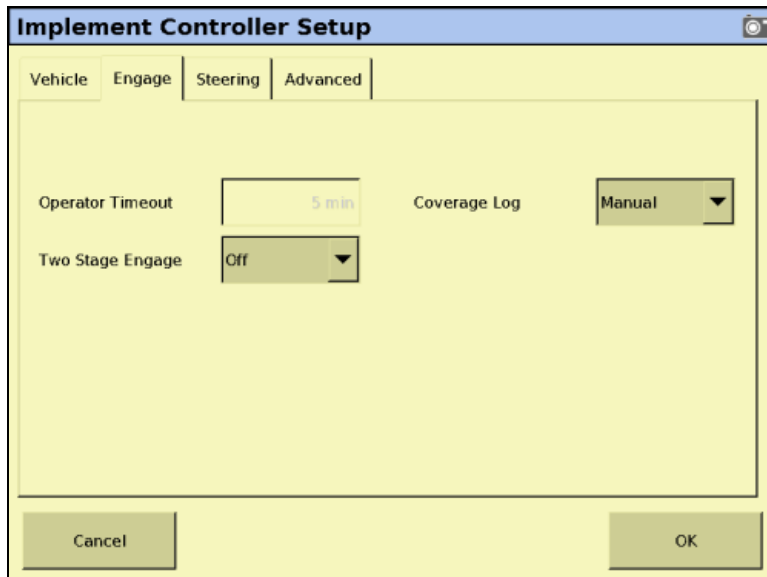 Implement Controller Setup
Vehicle Engage Steering Advanced
Operator Timeout 5 min Coverage Log Manual
Two Stage Engage Off
Cancel OK